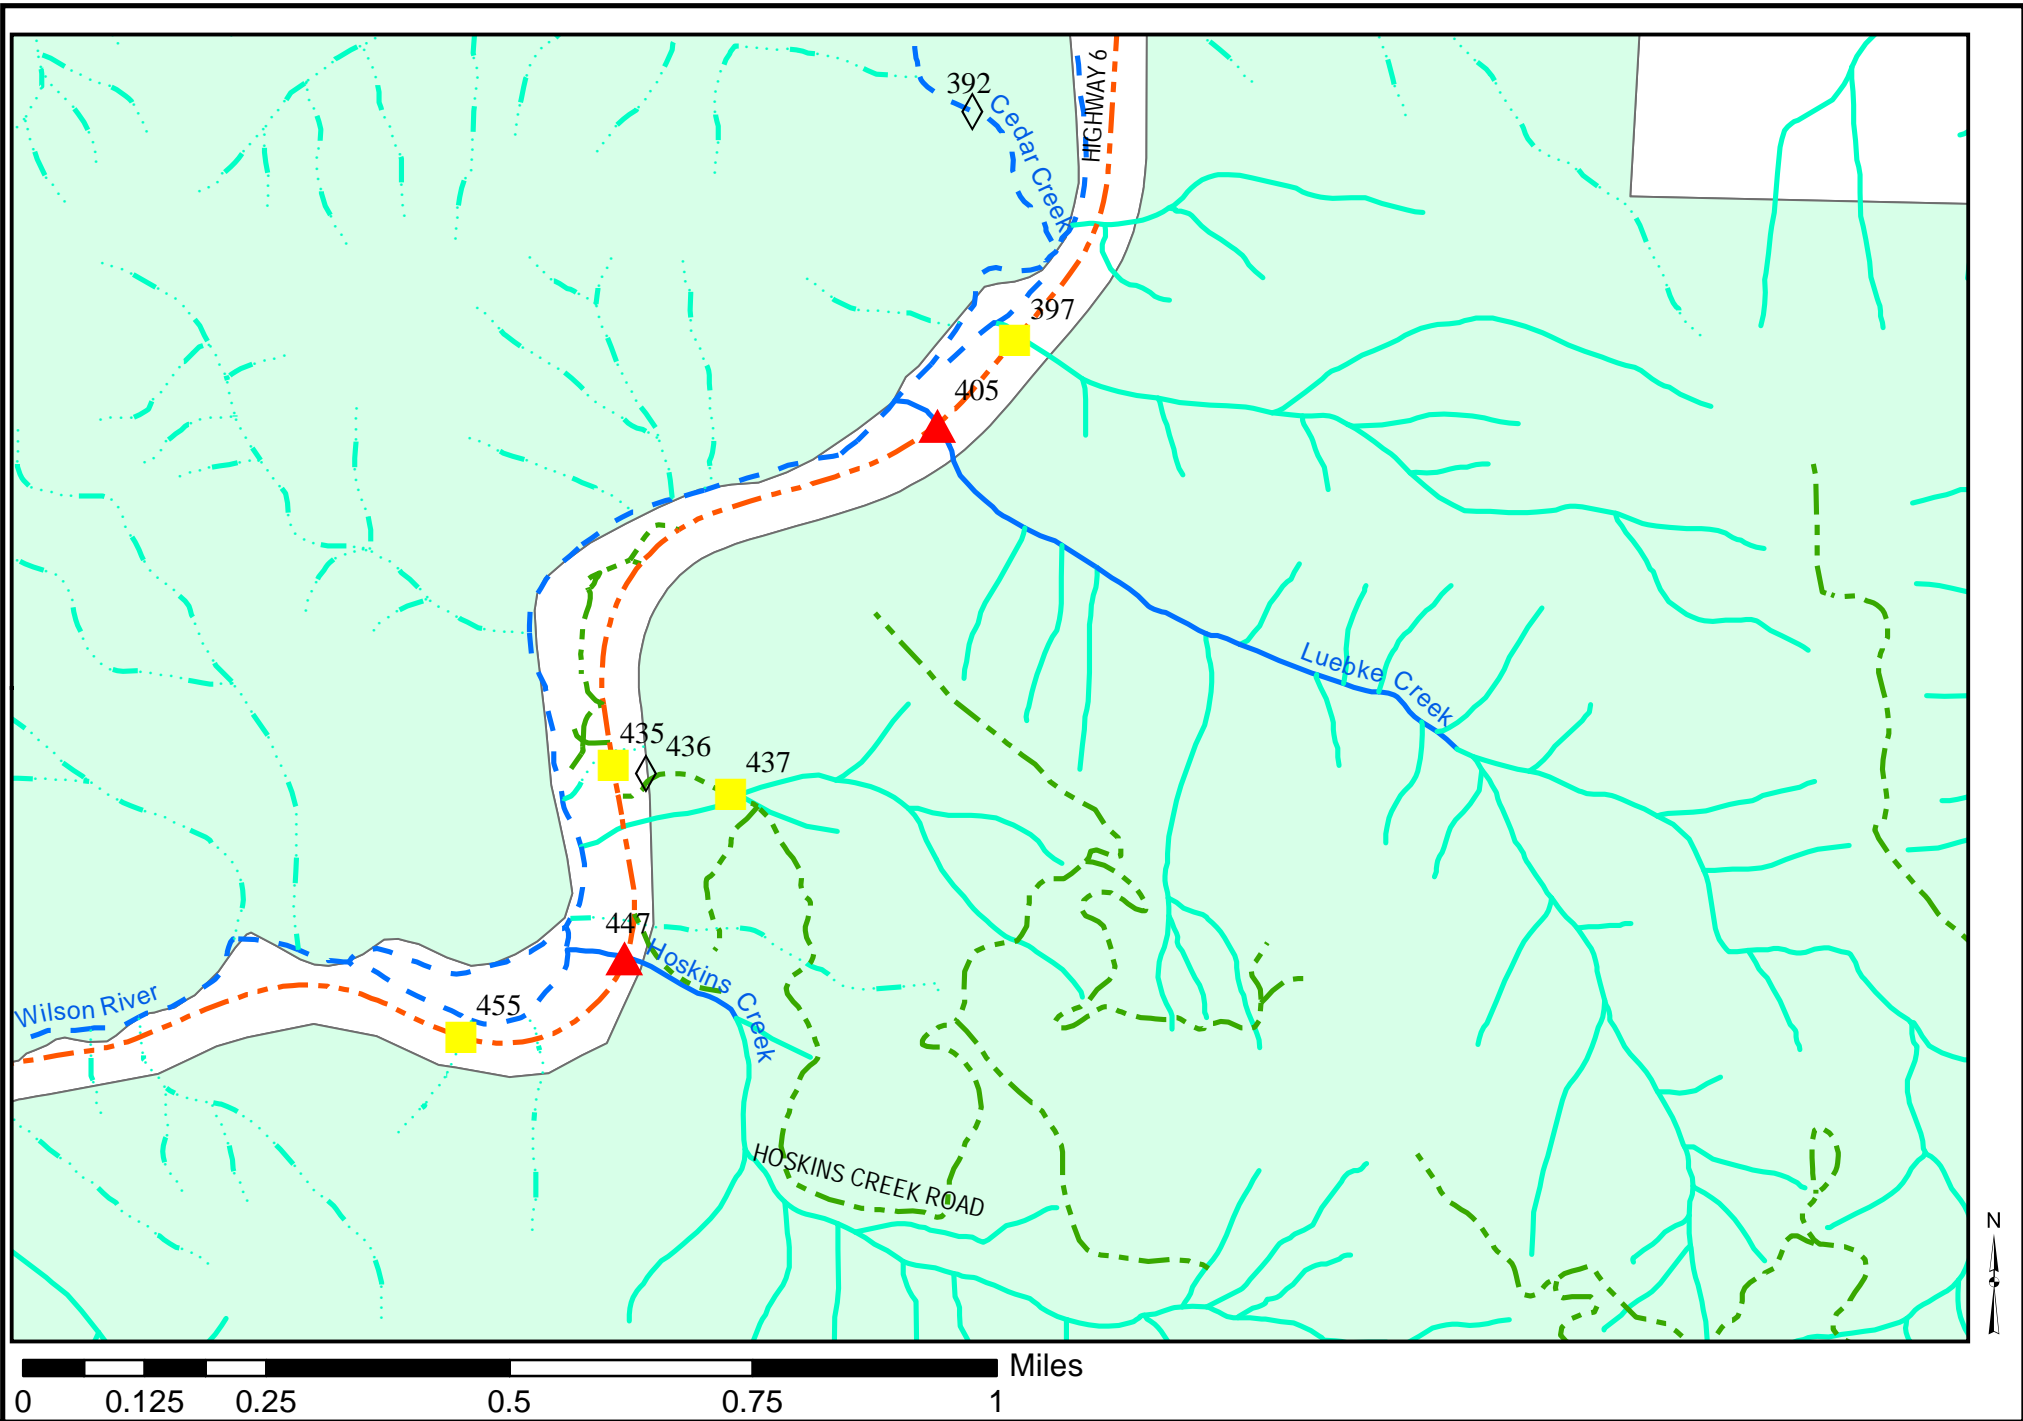 HIGHWAY 6
392
Cedar Creek
397
405
Luebke Creek
435
436
437
447
Hoskins Creek
Wilson River
455
HOSKINS CREEK ROAD
N
Miles
0 0.125 0.25 0.5 0.75 1